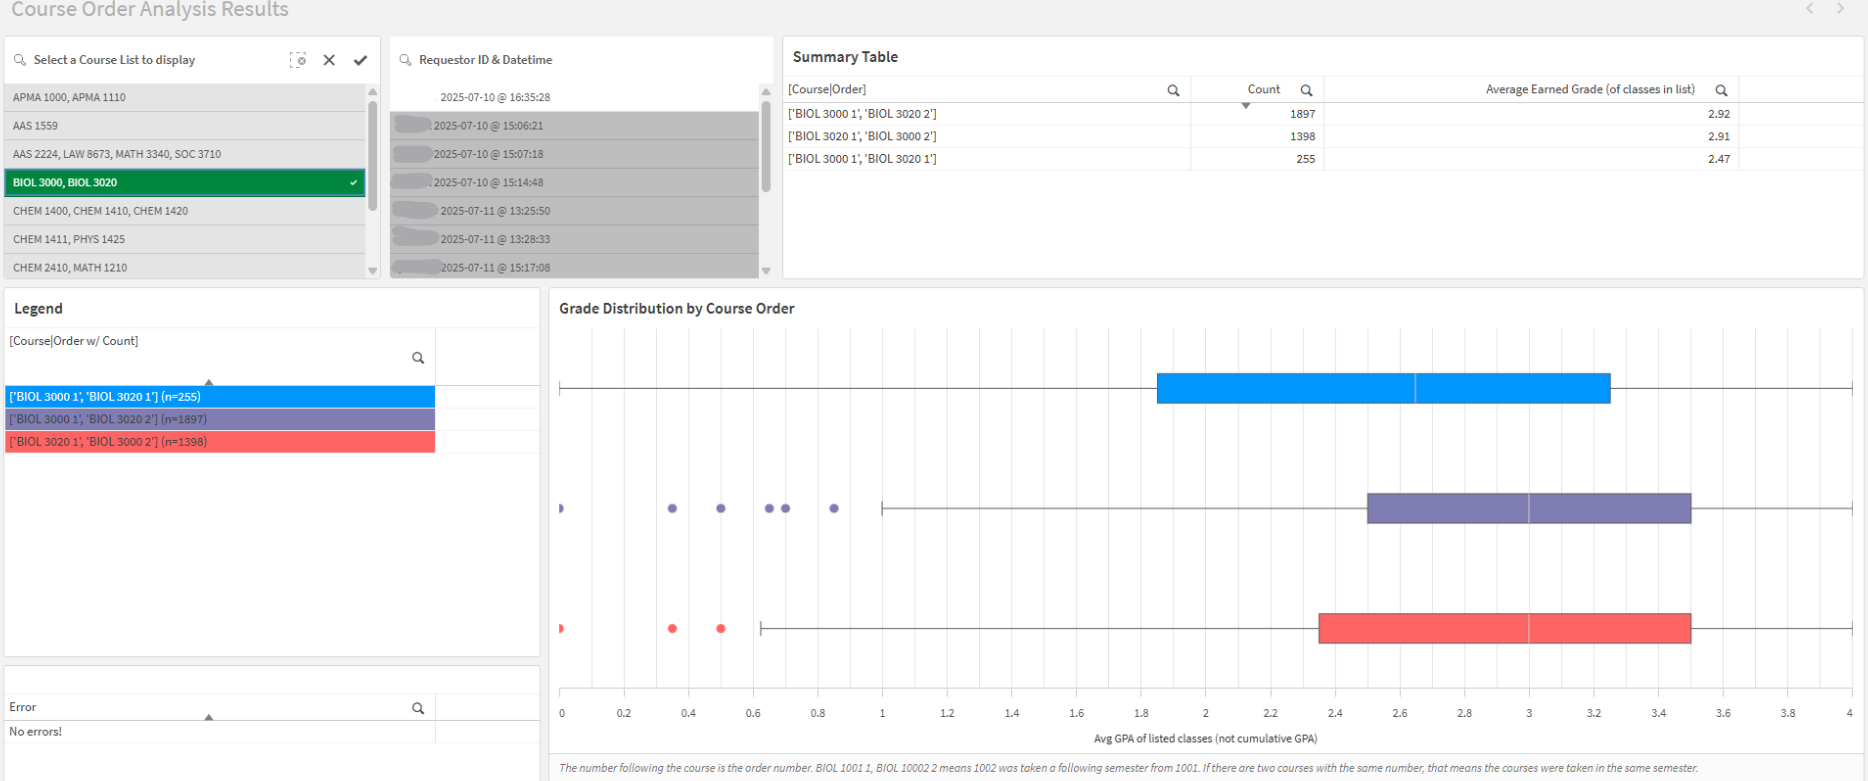 Course Order Analysis Results
Select a Course List to display
APMA 1000, APMA 1110
AAS 1559
AAS 2224, LAW 8673, MATH 3340, SOC 3710
BIOL 3000, BIOL 3020
CHEM 1400, CHEM 1410, CHEM 1420
CHEM 1411, PHYS 1425
CHEM 2410, MATH 1210
Requestor ID & Datetime
2025-07-10 @ 16:35:28
2025-07-10 @ 15:06:21
2025-07-10 @ 15:07:18
2025-07-10 @ 15:14:48
2025-07-11 @ 13:25:50
2025-07-11 @ 13:28:33
2025-07-11 @ 15:17:08
Summary Table
[Course|Order] Count Average Earned Grade (of classes in list)
['BIOL 3000 1', 'BIOL 3020 2'] 1897 2.92
['BIOL 3020 1', 'BIOL 3000 2'] 1398 2.91
['BIOL 3000 1', 'BIOL 3020 1'] 255 2.47
Legend
[Course|Order w/ Count]
['BIOL 3000 1', 'BIOL 3020 1'] (n=255)
['BIOL 3000 1', 'BIOL 3020 2'] (n=1897)
['BIOL 3020 1', 'BIOL 3000 2'] (n=1398)
Error
No errors!
Grade Distribution by Course Order
0 0.2 0.4 0.6 0.8 1 1.2 1.4 1.6 1.8 2 2.2 2.4 2.6 2.8 3 3.2 3.4 3.6 3.8 4
Avg GPA of listed classes (not cumulative GPA)
The number following the course is the order number. BIOL 1001 1, BIOL 10002 2 means 1002 was taken a following semester from 1001. If there are two courses with the same number, that means the courses were taken in the same semester.